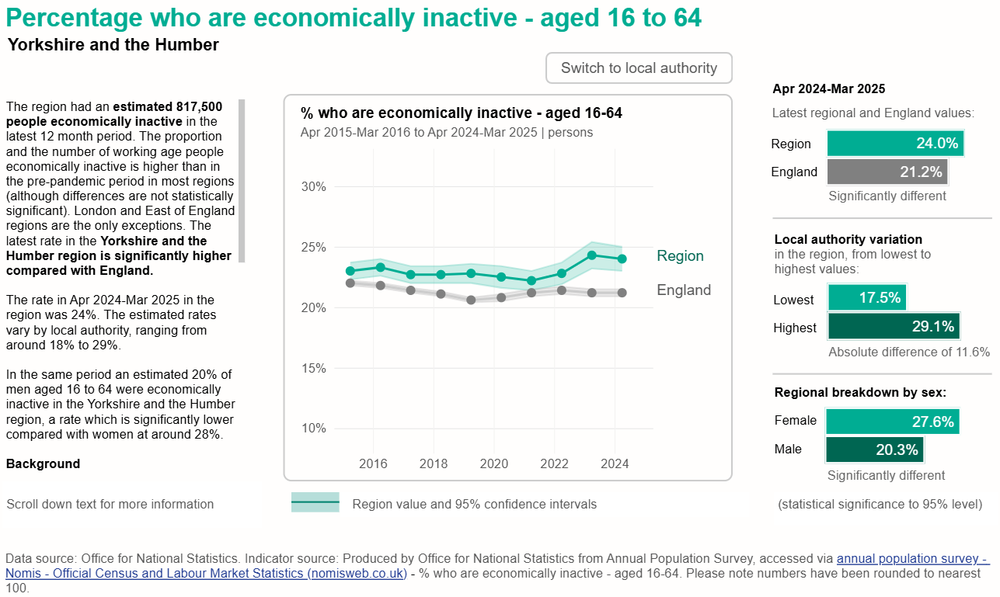 Percentage who are economically inactive - aged 16 to 64
Yorkshire and the Humber
Switch to local authority
The region had an estimated 817,500
people economically inactive in the
latest 12 month period. The proportion
and the number of working age people
economically inactive is higher than in
the pre-pandemic period in most regions
(although differences are not statistically
significant). London and East of England
regions are the only exceptions. The
latest rate in the Yorkshire and the
Humber region is significantly higher
compared with England.
The rate in Apr 2024-Mar 2025 in the
region was 24%. The estimated rates
vary by local authority, ranging from
around 18% to 29%.
In the same period an estimated 20% of
men aged 16 to 64 were economically
inactive in the Yorkshire and the Humber
region, a rate which is significantly lower
compared with women at around 28%.
Background
Scroll down text for more information
% who are economically inactive - aged 16-64
Apr 2015-Mar 2016 to Apr 2024-Mar 2025 | persons
30%
25%
20%
15%
10%
Region
England
2016 2018 2020 2022 2024
Region value and 95% confidence intervals
Apr 2024-Mar 2025
Latest regional and England values:
Region 24.0%
England 21.2%
Significantly different
Local authority variation
in the region, from lowest to
highest values:
Lowest 17.5%
Highest 29.1%
Absolute difference of 11.6%
Regional breakdown by sex:
Female 27.6%
Male 20.3%
Significantly different
(statistical significance to 95% level)
Data source: Office for National Statistics. Indicator source: Produced by Office for National Statistics from Annual Population Survey, accessed via annual population survey -
Nomis - Official Census and Labour Market Statistics (nomisweb.co.uk) - % who are economically inactive - aged 16-64. Please note numbers have been rounded to nearest
100.